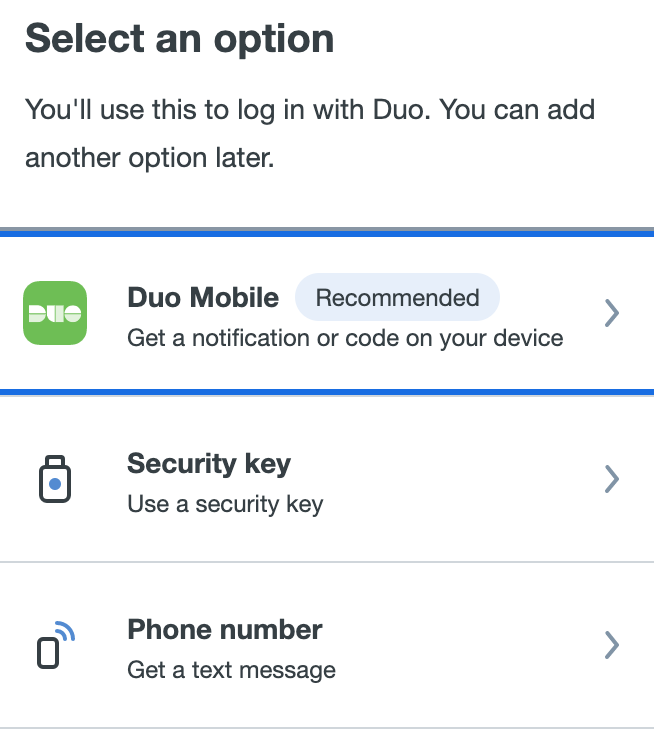 Select an option
You'll use this to log in with Duo. You can add
another option later.
DUO
Duo Mobile Recommended
Get a notification or code on your device
Security key
Use a security key
Phone number
Get a text message